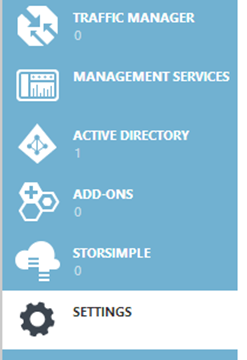 TRAFFIC MANAGER
0
MANAGEMENT SERVICES
ACTIVE DIRECTORY
1
ADD-ONS
0
STORSIMPLE
0
SETTINGS